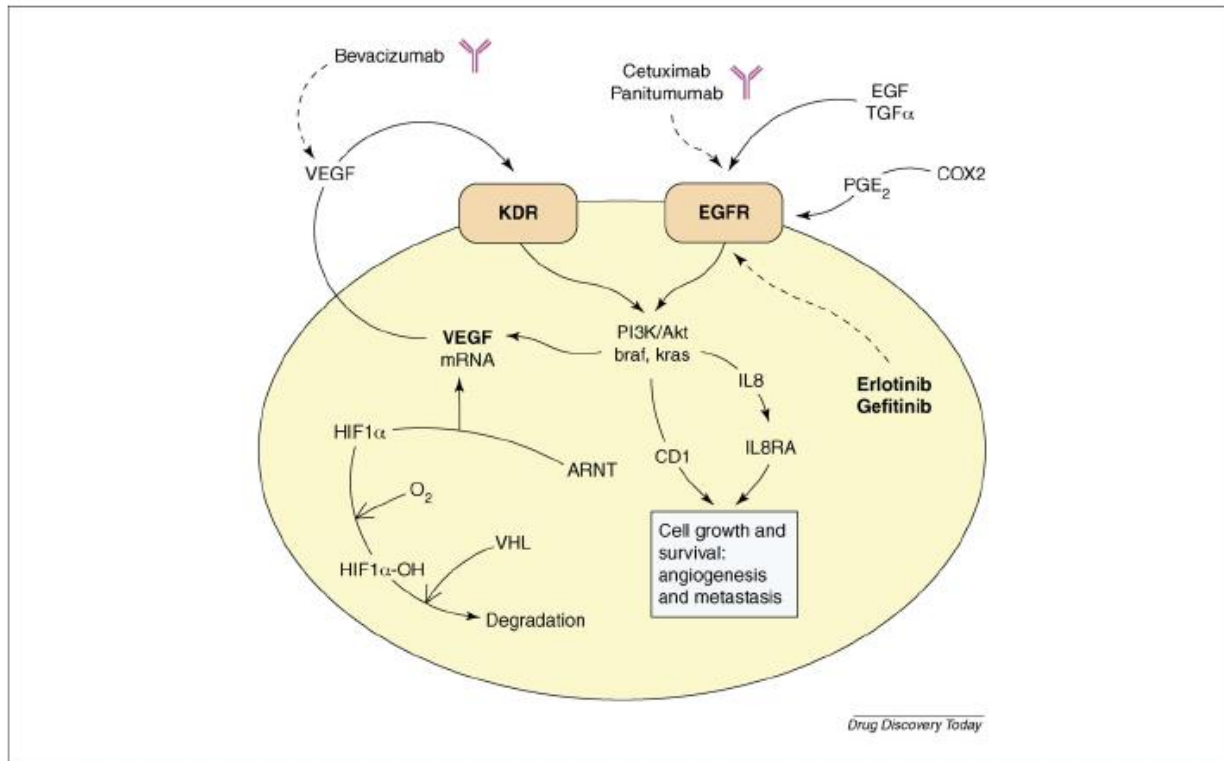 Bevacizumab
Cetuximab
Panitumumab
EGF
TGFα
VEGF
COX2
PGE₂
KDR
EGFR
PI3K/Akt
braf, kras
VEGF
mRNA
IL8
Erlotinib
Gefitinib
HIF1α
ARNT
CD1
IL8RA
O₂
Cell growth and
survival:
angiogenesis
and metastasis
VHL
HIF1α-OH
Degradation
Drug Discovery Today